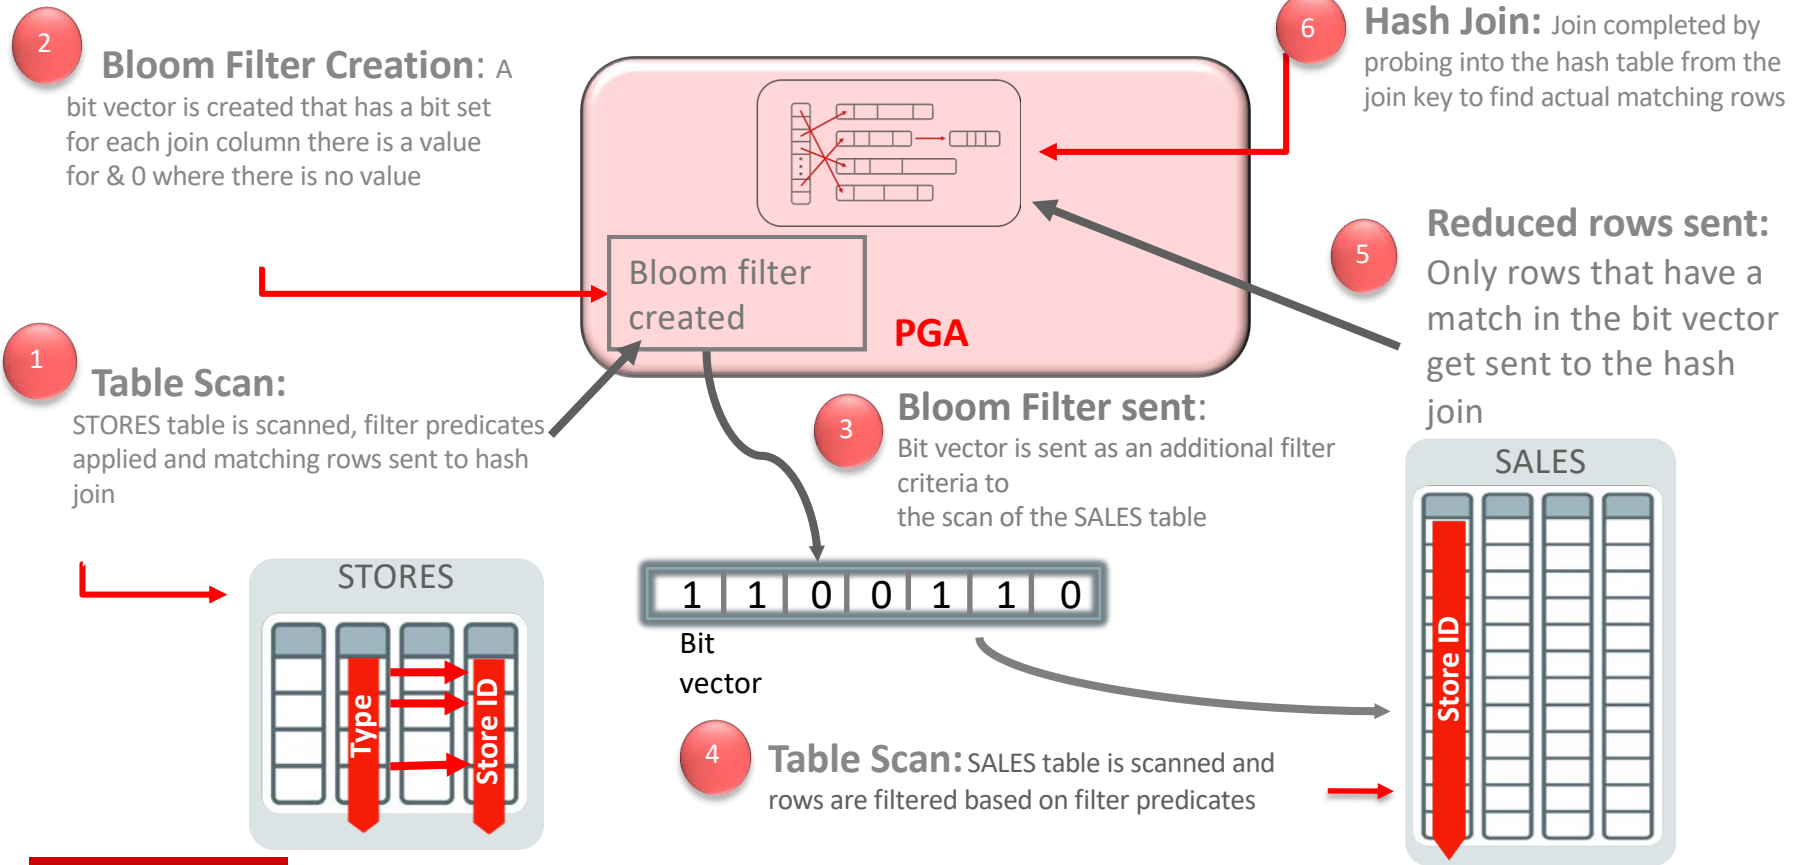 2
Bloom Filter Creation: A
bit vector is created that has a bit set
for each join column there is a value
for & 0 where there is no value
1
Table Scan:
STORES table is scanned, filter predicates
applied and matching rows sent to hash
join
STORES
Type
Store ID
Bloom filter
created
PGA
3
Bloom Filter sent:
Bit vector is sent as an additional filter
criteria to
the scan of the SALES table
1 1 0 0 1 1 0
Bit
vector
4
Table Scan: SALES table is scanned and
rows are filtered based on filter predicates
6
Hash Join: Join completed by
probing into the hash table from the
join key to find actual matching rows
5
Reduced rows sent:
Only rows that have a
match in the bit vector
get sent to the hash
join
SALES
Store ID